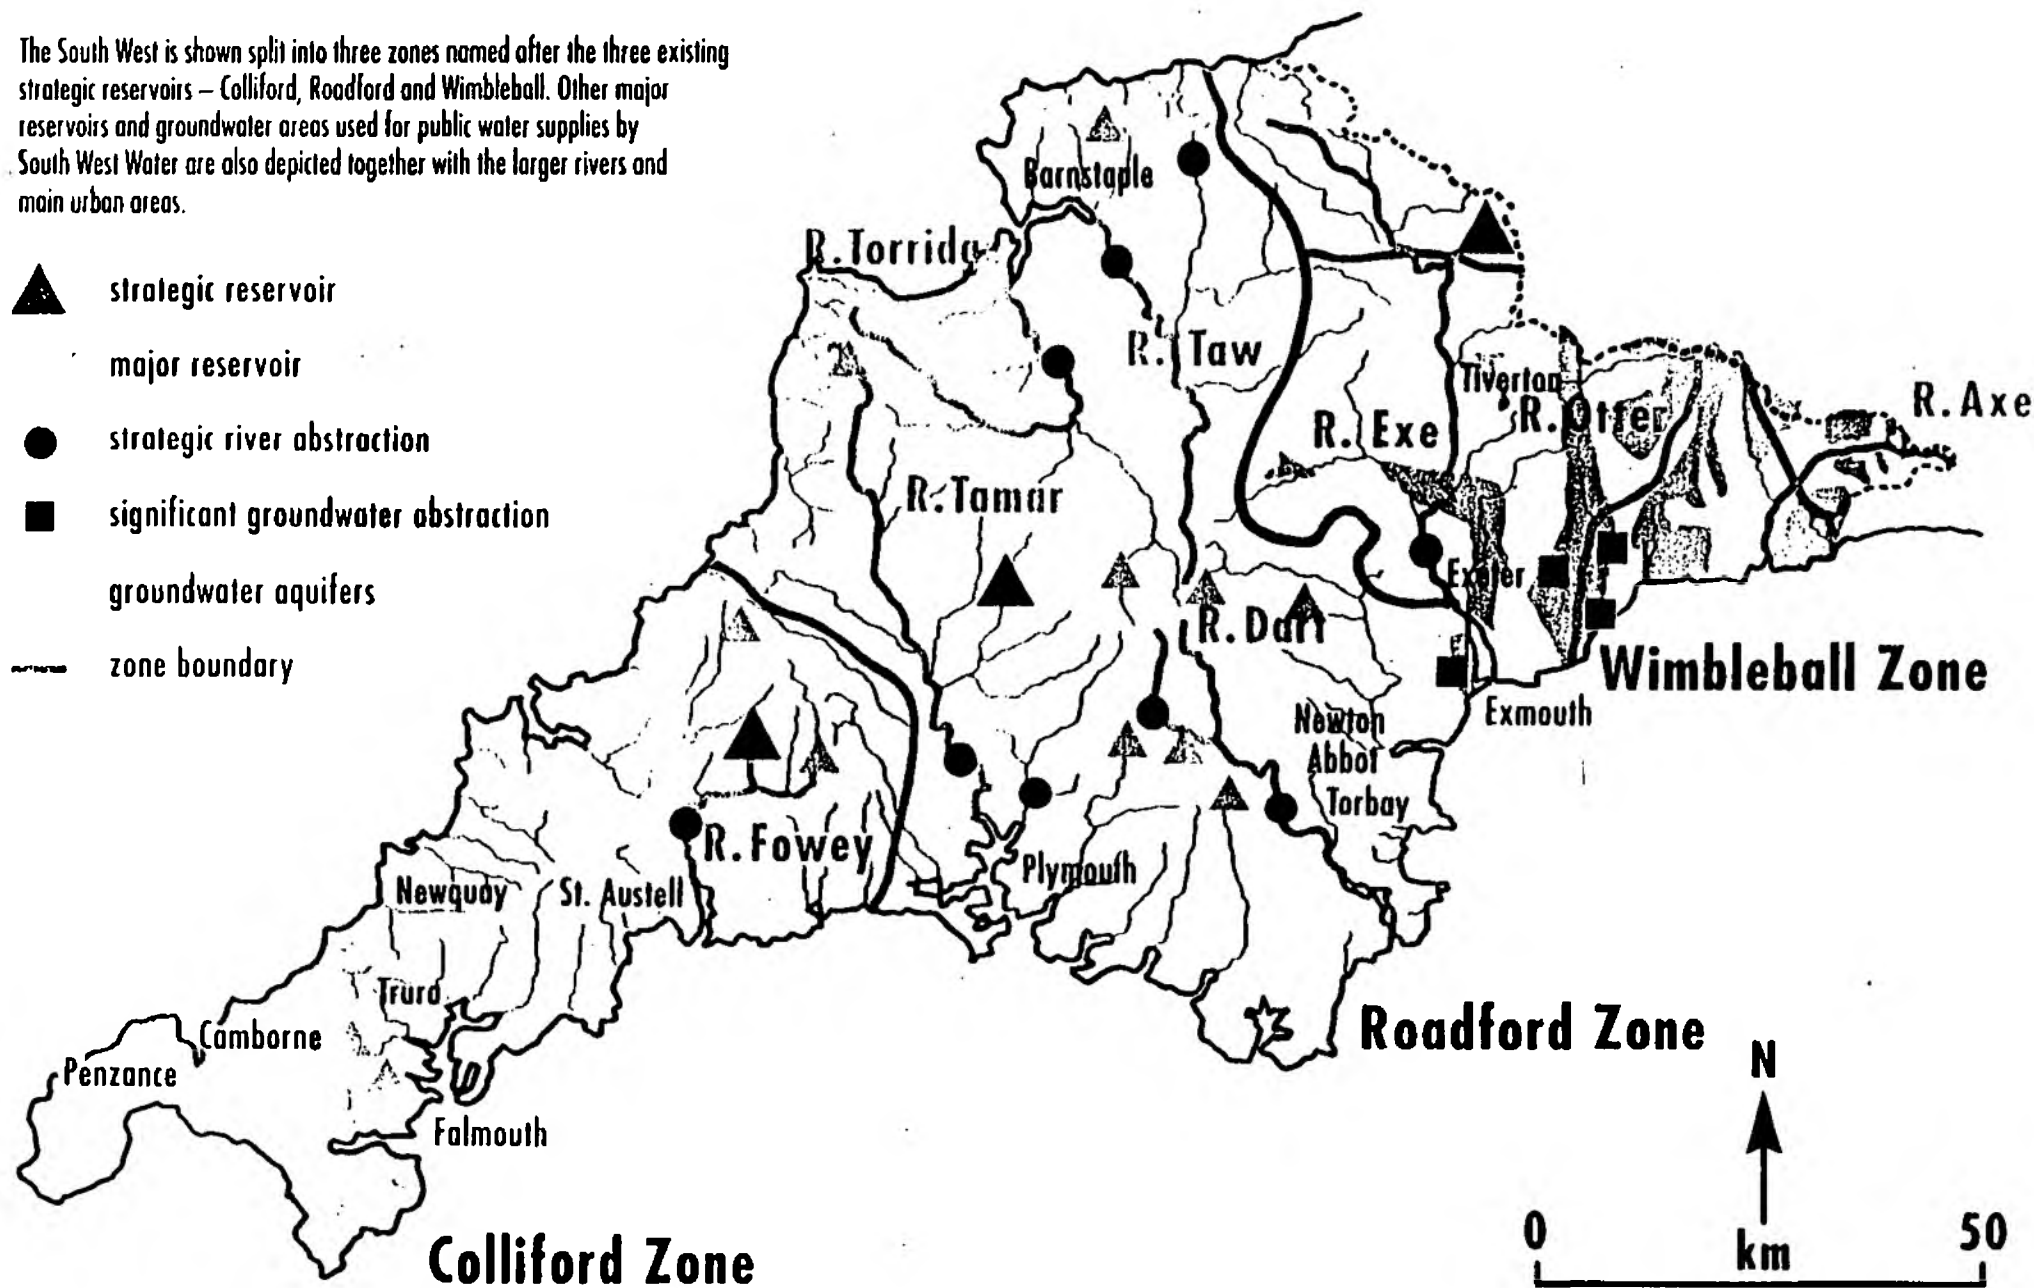 The South West is shown split into three zones named after the three existing
strategic reservoirs – Colliford, Roadford and Wimbleball. Other major
reservoirs and groundwater areas used for public water supplies by
South West Water are also depicted together with the larger rivers and
main urban areas.
strategic reservoir
major reservoir
strategic river abstraction
significant groundwater abstraction
groundwater aquifers
zone boundary
Barnstaple
R. Torridg
R. Taw
Tiverton
R. Otter
R. Axe
R. Exe
R. Tamar
Exeter
R. Dart
Wimbleball Zone
Exmouth
Newton
Abbot
Torbay
R. Fowey
Plymouth
Newquay
St. Austell
Truro
Camborne
Penzance
Falmouth
Roadford Zone
Colliford Zone
N
0
km
50